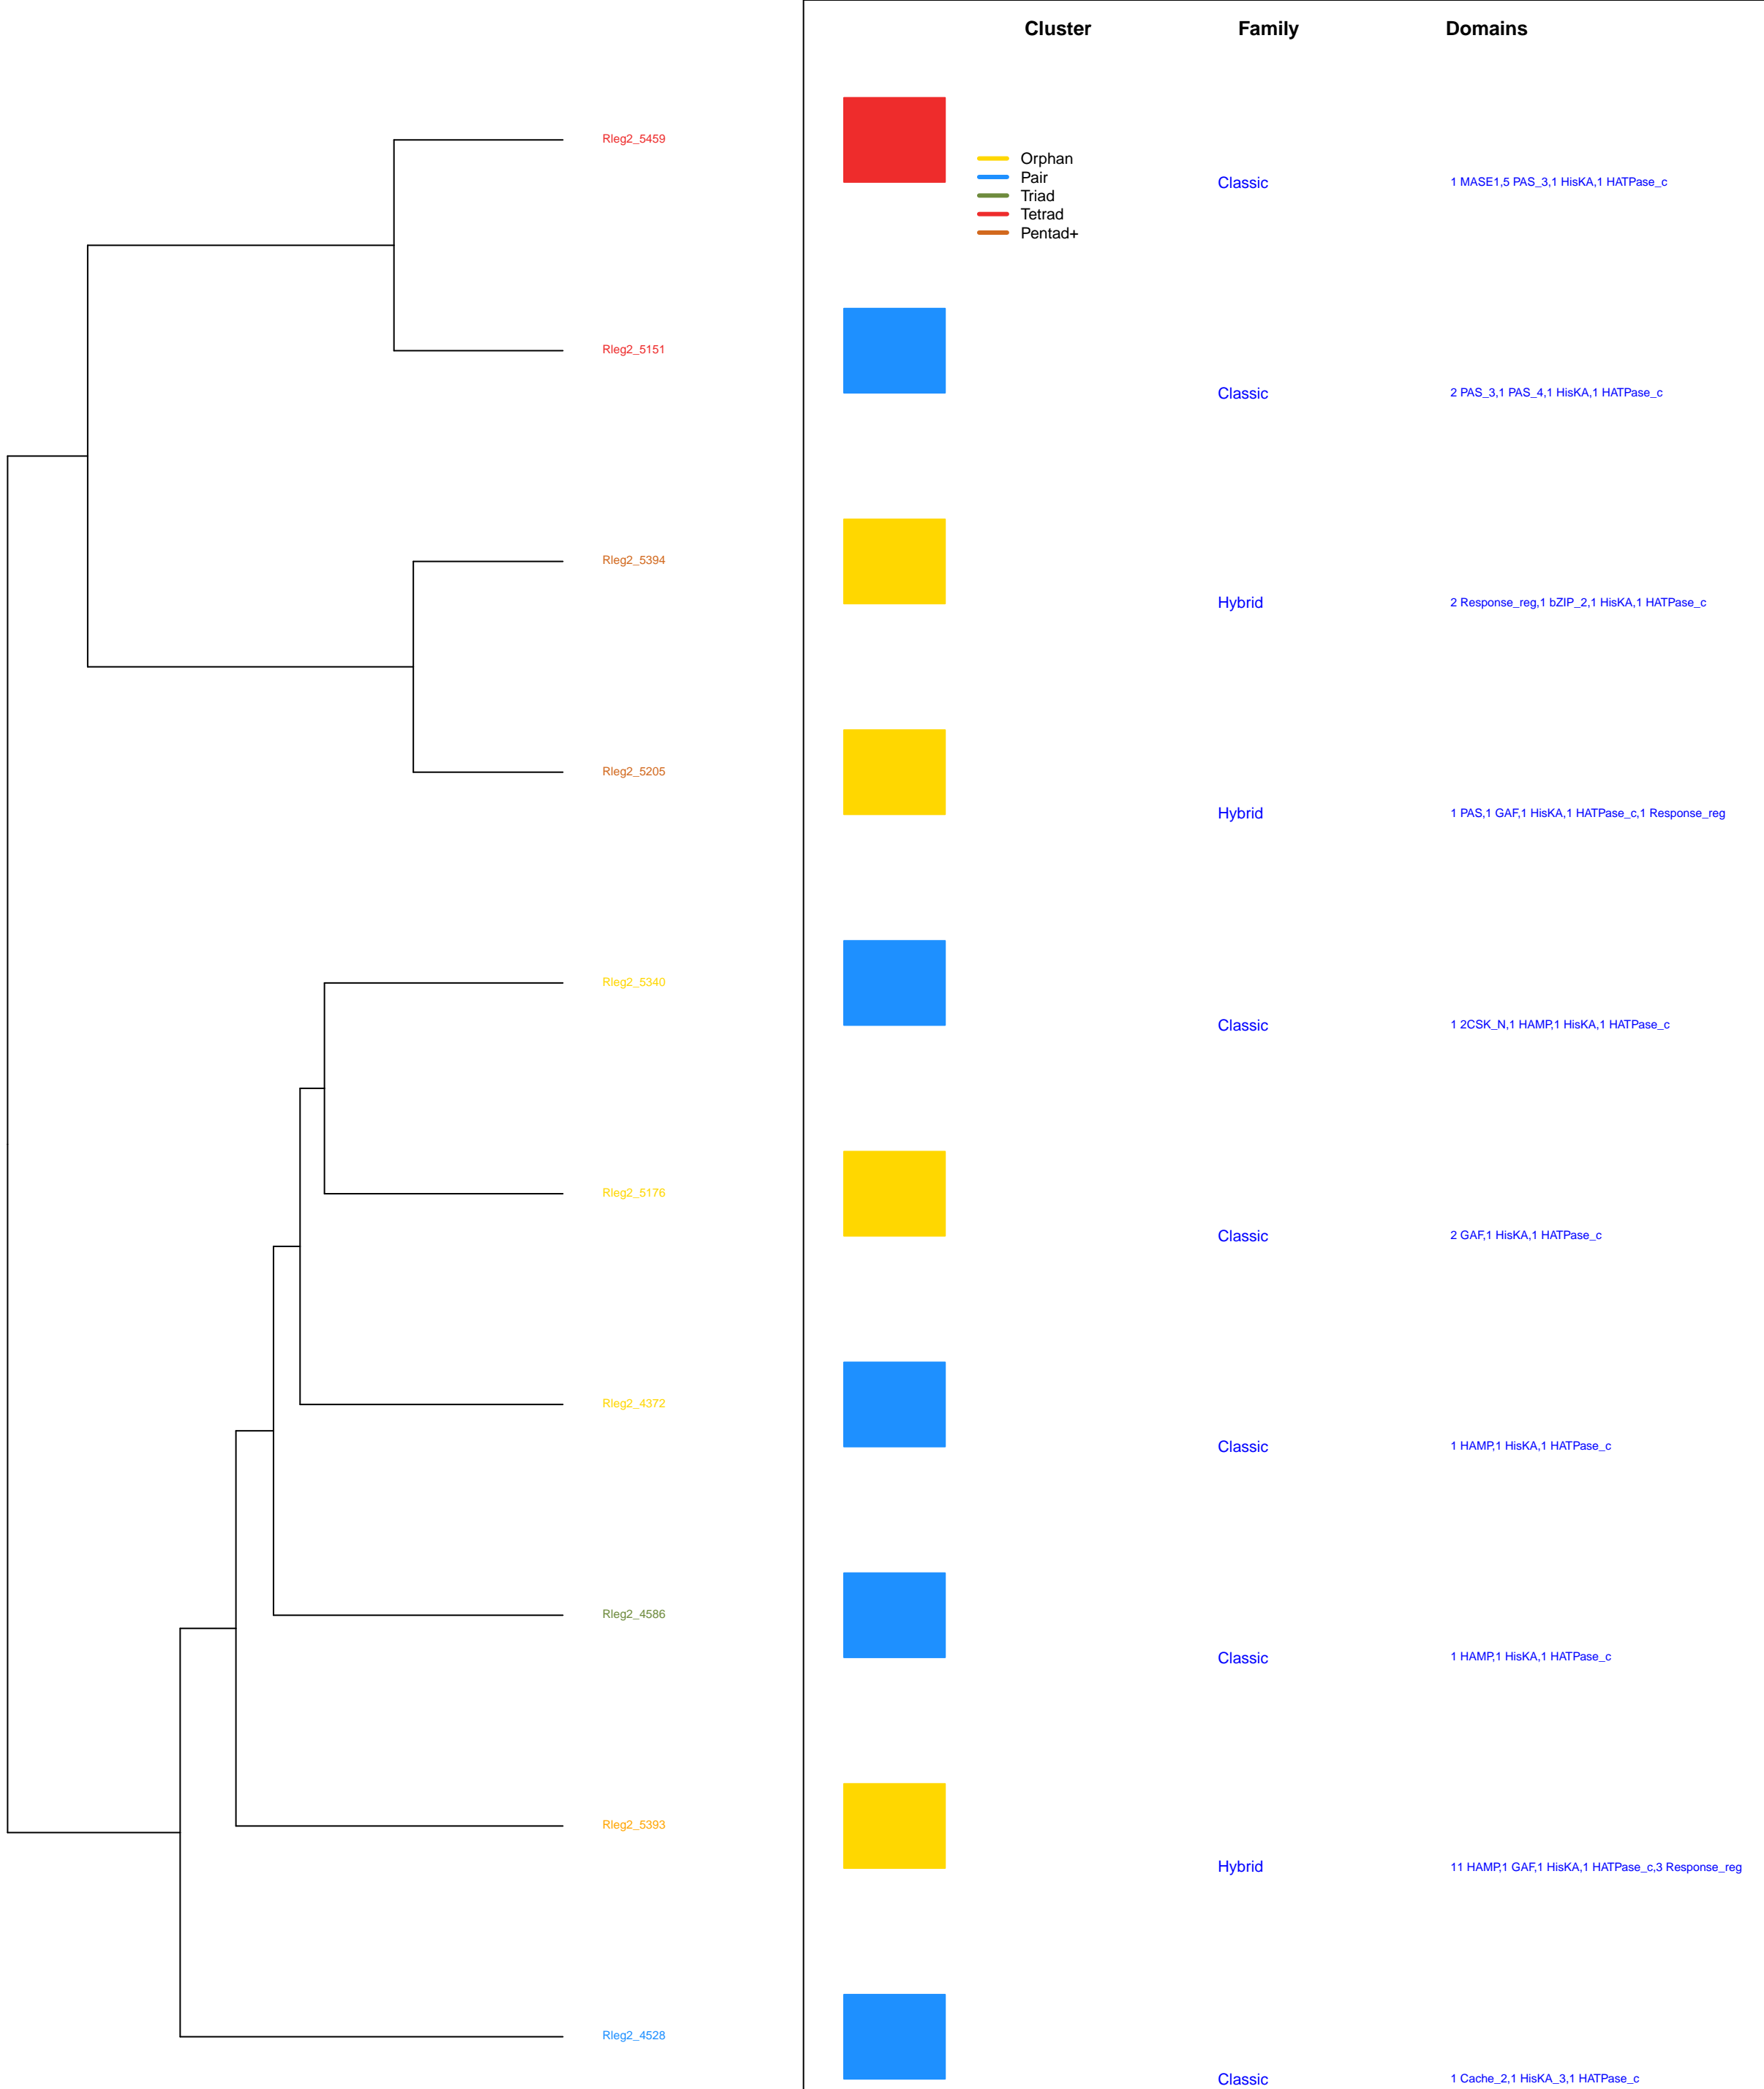 Cluster Family Domains
Rleg2_5459
Orphan
Pair
Triad
Tetrad
Pentad+
Classic 1 MASE1,5 PAS_3,1 HisKA,1 HATPase_c
Rleg2_5151
Classic 2 PAS_3,1 PAS_4,1 HisKA,1 HATPase_c
Rleg2_5394
Hybrid 2 Response_reg,1 bZIP_2,1 HisKA,1 HATPase_c
Rleg2_5205
Hybrid 1 PAS,1 GAF,1 HisKA,1 HATPase_c,1 Response_reg
Rleg2_5340
Classic 1 2CSK_N,1 HAMP,1 HisKA,1 HATPase_c
Rleg2_5176
Classic 2 GAF,1 HisKA,1 HATPase_c
Rleg2_4372
Classic 1 HAMP,1 HisKA,1 HATPase_c
Rleg2_4586
Classic 1 HAMP,1 HisKA,1 HATPase_c
Rleg2_5393
Hybrid 11 HAMP,1 GAF,1 HisKA,1 HATPase_c,3 Response_reg
Rleg2_4528
Classic 1 Cache_2,1 HisKA_3,1 HATPase_c